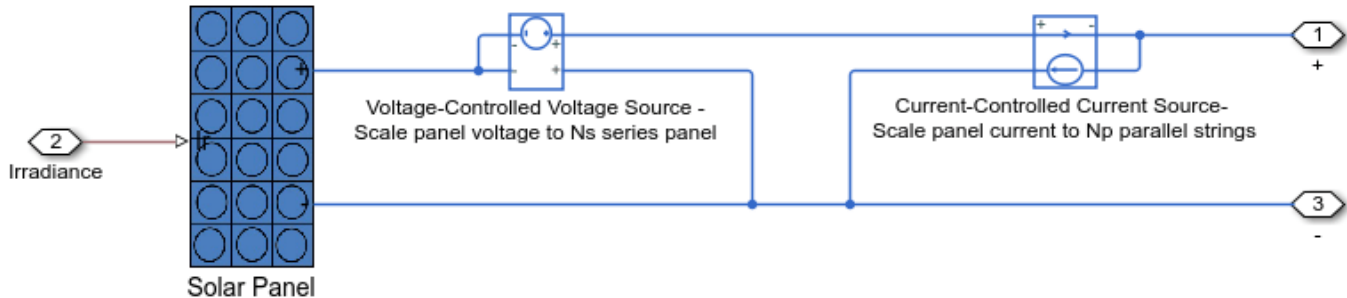 1
+
Voltage-Controlled Voltage Source -
Scale panel voltage to Ns series panel
Current-Controlled Current Source-
Scale panel current to Np parallel strings
2
Irradiance
Ir
+
-
3
-
Solar Panel
- +
- +
+ -